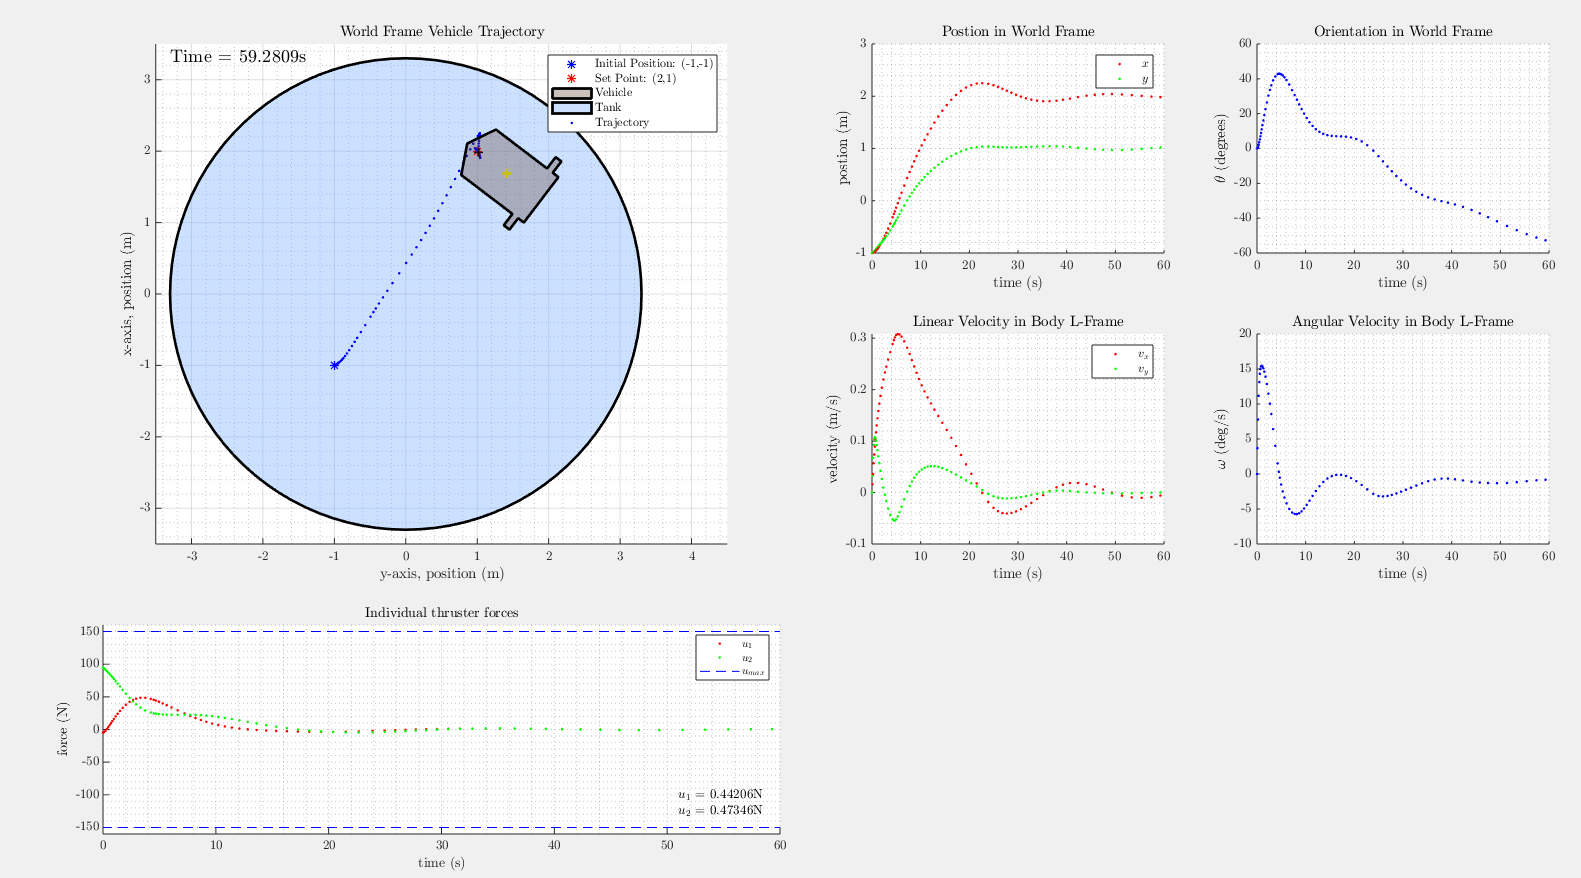 World Frame Vehicle Trajectory
Time = 59.2809s
Initial Position: (-1,-1)
Set Point: (2,1)
Vehicle
Tank
Trajectory
3
2
1
0
-1
-2
-3
x-axis, position (m)
-3 -2 -1 0 1 2 3 4
y-axis, position (m)
Postion in World Frame
x
y
3
2
1
0
-1
postion (m)
0 10 20 30 40 50 60
time (s)
Orientation in World Frame
60
40
20
0
-20
-40
-60
θ (degrees)
0 10 20 30 40 50 60
time (s)
Linear Velocity in Body L-Frame
v_x
v_y
0.3
0.2
0.1
0
-0.1
velocity (m/s)
0 10 20 30 40 50 60
time (s)
Angular Velocity in Body L-Frame
20
15
10
5
0
-5
-10
ω (deg/s)
0 10 20 30 40 50 60
time (s)
Individual thruster forces
u_1
u_2
u_max
150
100
50
0
-50
-100
-150
force (N)
u_1 = 0.44206N
u_2 = 0.47346N
0 10 20 30 40 50 60
time (s)